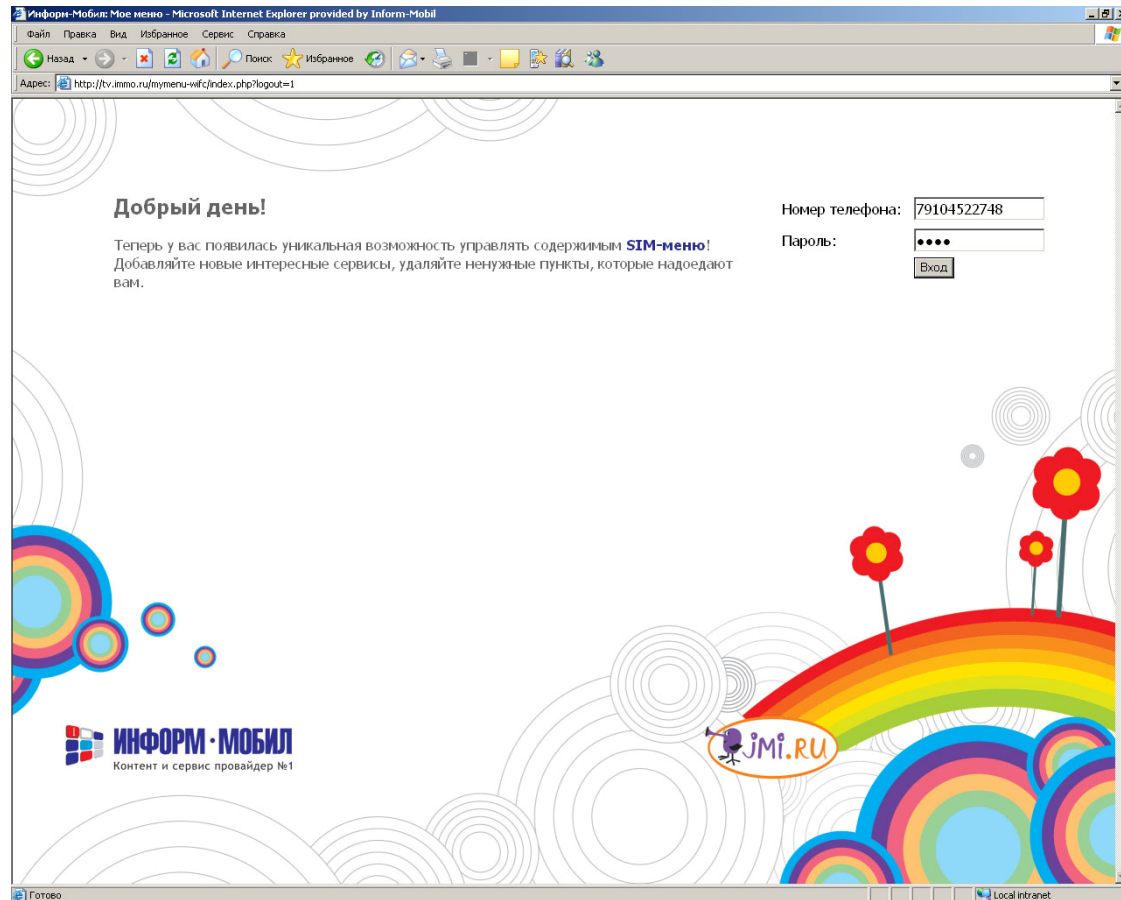 Информ-Мобил: Мое меню - Microsoft Internet Explorer provided by Inform-Mobil
Файл Правка Вид Избранное Сервис Справка
Назад Поиск Избранное
Адрес: http://tv.immo.ru/mymenu-wifc/index.php?logout=1
Добрый день!
Номер телефона: 79104522748
Теперь у вас появилась уникальная возможность управлять содержимым SIM-меню!
Пароль: ●●●●
Добавляйте новые интересные сервисы, удаляйте ненужные пункты, которые надоедают
вам.
Вход
ИНФОРМ·МОБИЛ
Контент и сервис провайдер №1
jMi.RU
Готово Local intranet